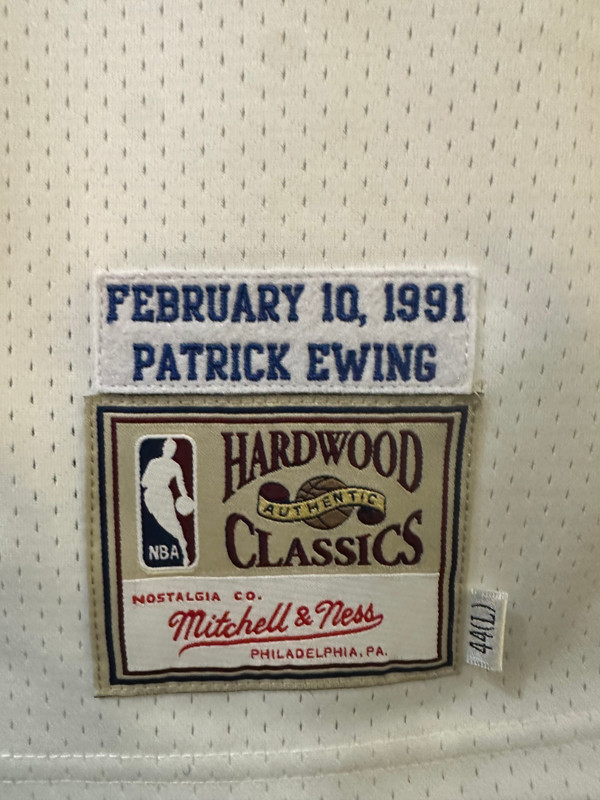 FEBRUARY 10, 1991
PATRICK EWING
HARDWOOD
AUTHENTIC
CLASSICS
NBA
NOSTALGIA CO.
Mitchell & Ness
PHILADELPHIA, PA.
44(L)